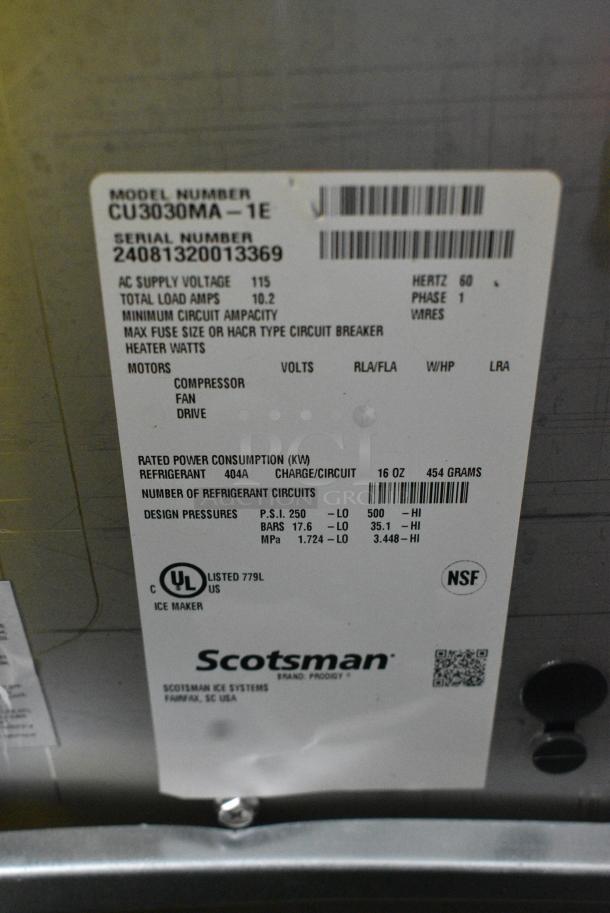 MODEL NUMBER
CU3030MA-1E
SERIAL NUMBER
24081320013369
AC SUPPLY VOLTAGE 115 HERTZ 60
TOTAL LOAD AMPS 10.2 PHASE 1
MINIMUM CIRCUIT AMPACITY WIRES
MAX FUSE SIZE OR HACR TYPE CIRCUIT BREAKER
HEATER WATTS
MOTORS VOLTS RLA/FLA W/HP LRA
COMPRESSOR
FAN
DRIVE
RATED POWER CONSUMPTION (KW)
REFRIGERANT 404A CHARGE/CIRCUIT 16 OZ 454 GRAMS
NUMBER OF REFRIGERANT CIRCUITS
AUCTION GROUP
DESIGN PRESSURES P.S.I. 250 -LO 500 -HI
BARS 17.6 -LO 35.1 -HI
MPa 1.724 -LO 3.448 -HI
C UL US LISTED 779L
NSF
ICE MAKER
Scotsman
BRAND: PRODIGY ®
SCOTSMAN ICE SYSTEMS
FAIRFAX, SC USA